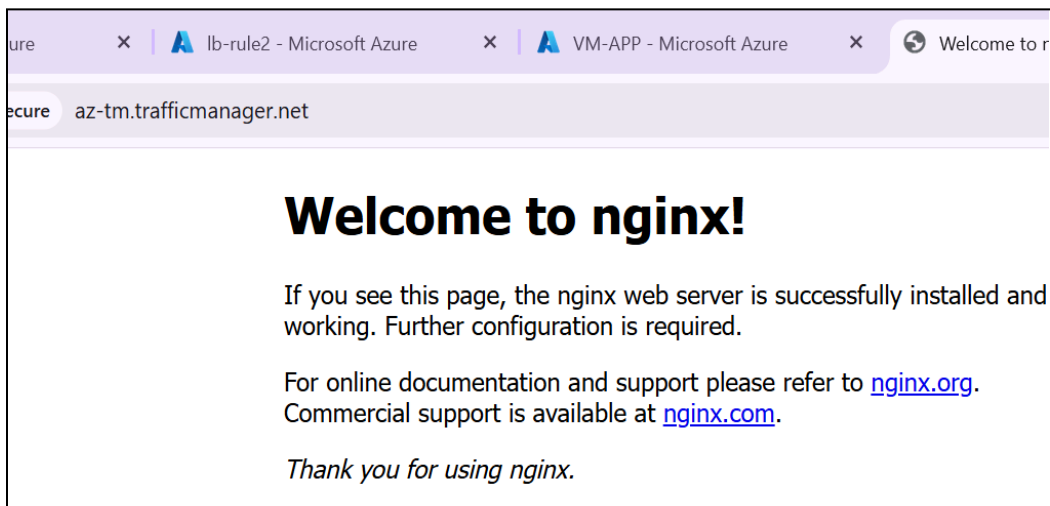 ure
lb-rule2 - Microsoft Azure
VM-APP - Microsoft Azure
Welcome to n
ecure
az-tm.trafficmanager.net
Welcome to nginx!
If you see this page, the nginx web server is successfully installed and
working. Further configuration is required.
For online documentation and support please refer to nginx.org.
Commercial support is available at nginx.com.
Thank you for using nginx.